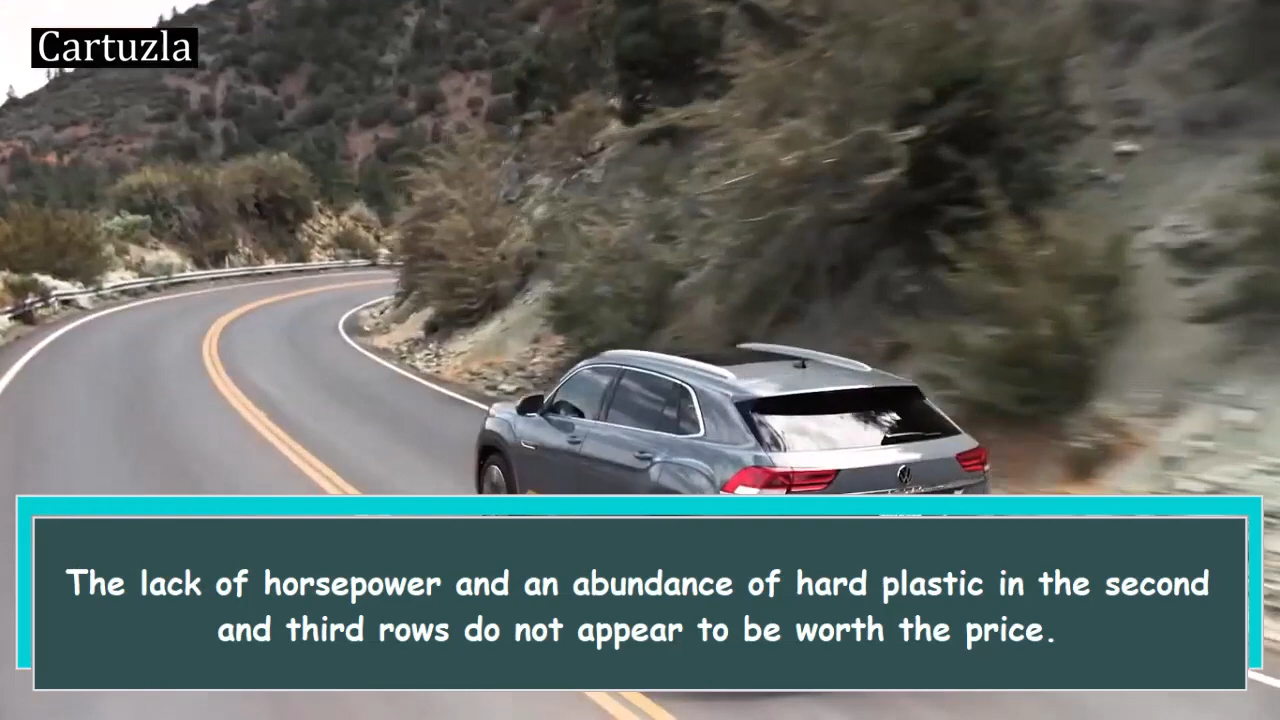 Cartuzla
The lack of horsepower and an abundance of hard plastic in the second
and third rows do not appear to be worth the price.